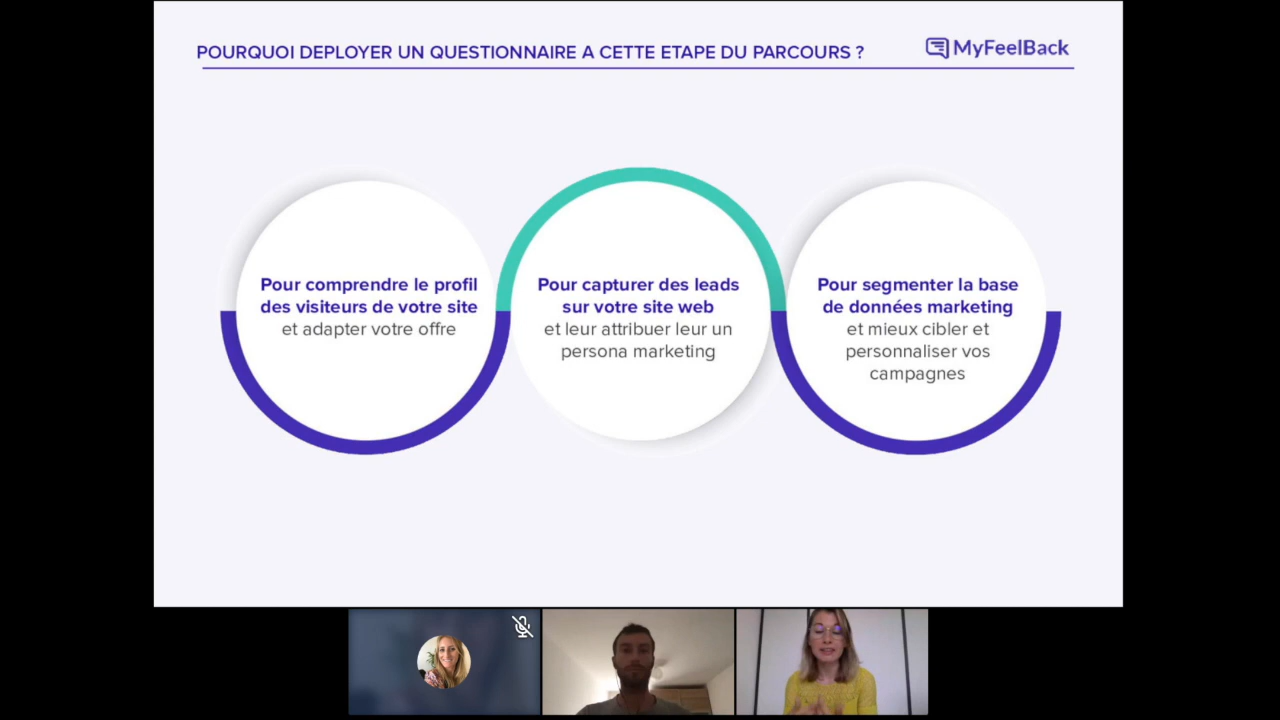 POURQUOI DEPLOYER UN QUESTIONNAIRE A CETTE ETAPE DU PARCOURS ?
MyFeelBack
Pour comprendre le profil
des visiteurs de votre site
et adapter votre offre
Pour capturer des leads
sur votre site web
et leur attribuer leur un
persona marketing
Pour segmenter la base
de données marketing
et mieux cibler et
personnaliser vos
campagnes